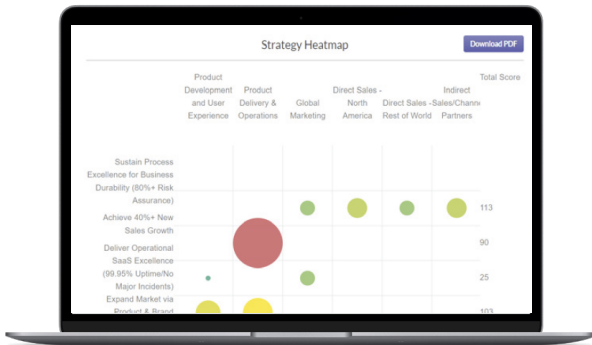 Strategy Heatmap
Download PDF
Product
Development
and User
Experience
Product
Delivery &
Operations
Global
Marketing
Direct Sales -
North
America
Direct Sales -
Rest of World
Indirect
Sales/Channe
Partners
Total Score
Sustain Process
Excellence for Business
Durability (80%+ Risk
Assurance)
113
Achieve 40%+ New
Sales Growth
90
Deliver Operational
SaaS Excellence
(99.95% Uptime/No
Major Incidents)
25
Expand Market via
Product & Brand
103